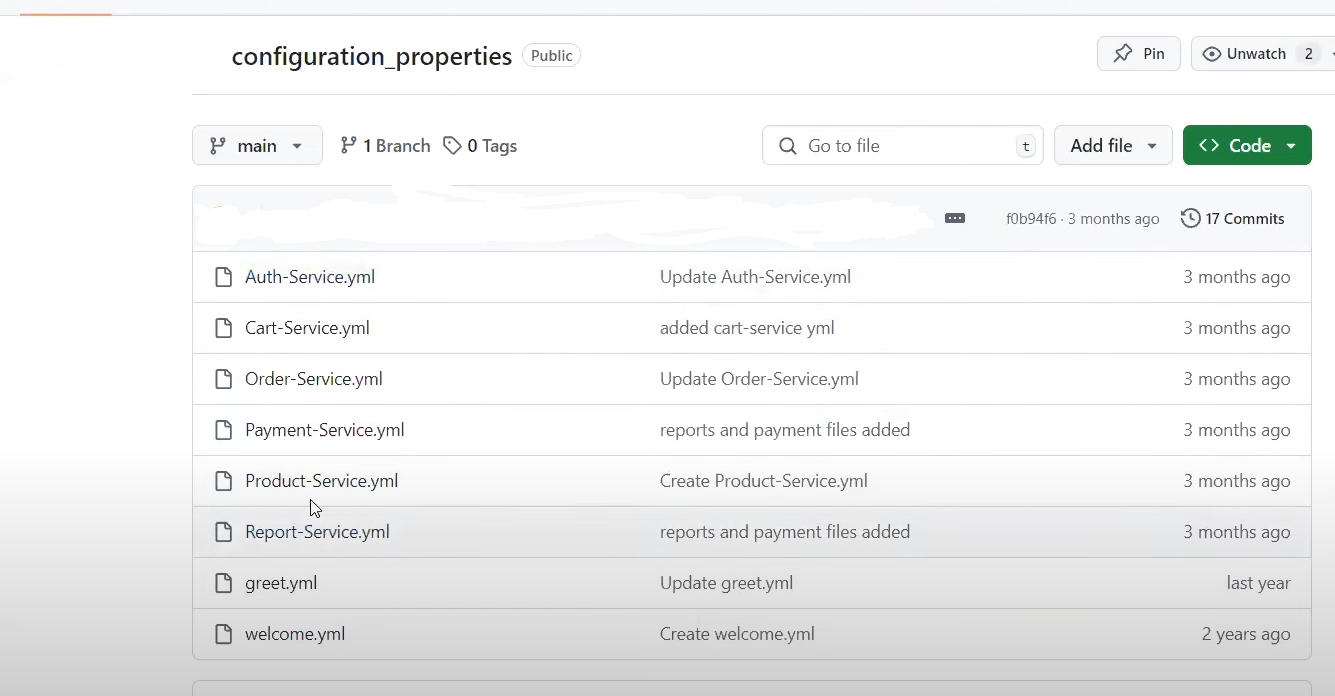 configuration_properties Public Pin Unwatch 2
main 1 Branch 0 Tags Go to file t Add file Code
f0b94f6 · 3 months ago 17 Commits
Auth-Service.yml Update Auth-Service.yml 3 months ago
Cart-Service.yml added cart-service yml 3 months ago
Order-Service.yml Update Order-Service.yml 3 months ago
Payment-Service.yml reports and payment files added 3 months ago
Product-Service.yml Create Product-Service.yml 3 months ago
Report-Service.yml reports and payment files added 3 months ago
greet.yml Update greet.yml last year
welcome.yml Create welcome.yml 2 years ago